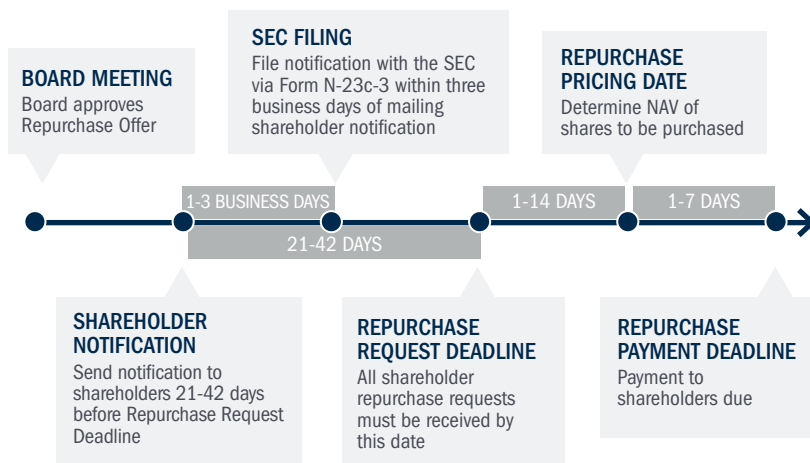 BOARD MEETING
Board approves
Repurchase Offer
SEC FILING
File notification with the SEC
via Form N-23c-3 within three
business days of mailing
shareholder notification
REPURCHASE
PRICING DATE
Determine NAV of
shares to be purchased
1-3 BUSINESS DAYS
1-14 DAYS
1-7 DAYS
21-42 DAYS
SHAREHOLDER
NOTIFICATION
Send notification to
shareholders 21-42 days
before Repurchase Request
Deadline
REPURCHASE
REQUEST DEADLINE
All shareholder
repurchase requests
must be received by
this date
REPURCHASE
PAYMENT DEADLINE
Payment to
shareholders due